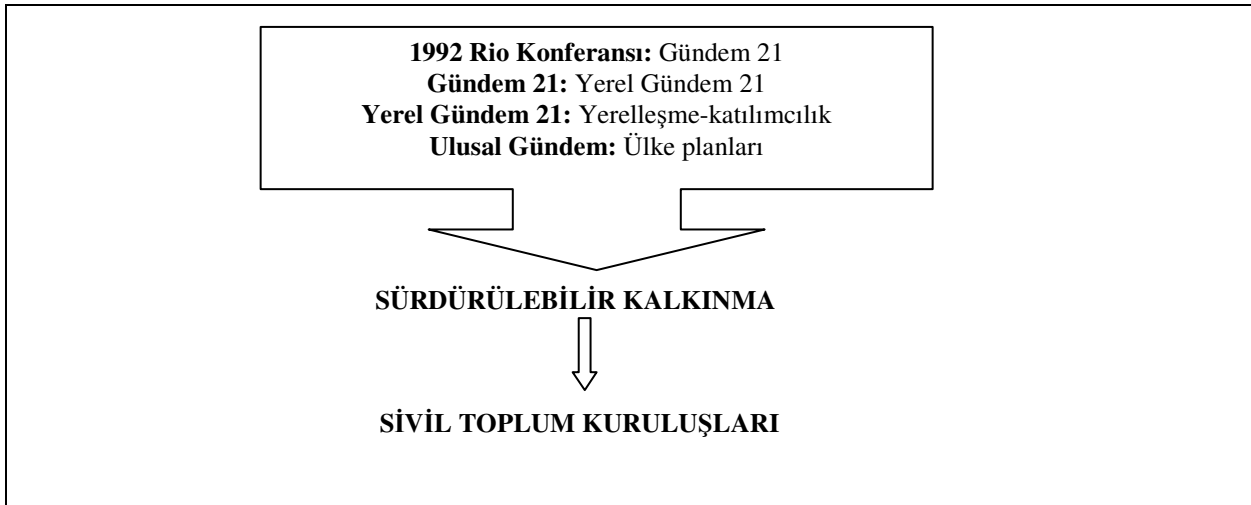 1992 Rio Konferansı: Gündem 21
Gündem 21: Yerel Gündem 21
Yerel Gündem 21: Yerelleşme-katılımcılık
Ulusal Gündem: Ülke planları
SÜRDÜRÜLEBİLİR KALKINMA
SİVİL TOPLUM KURULUŞLARI